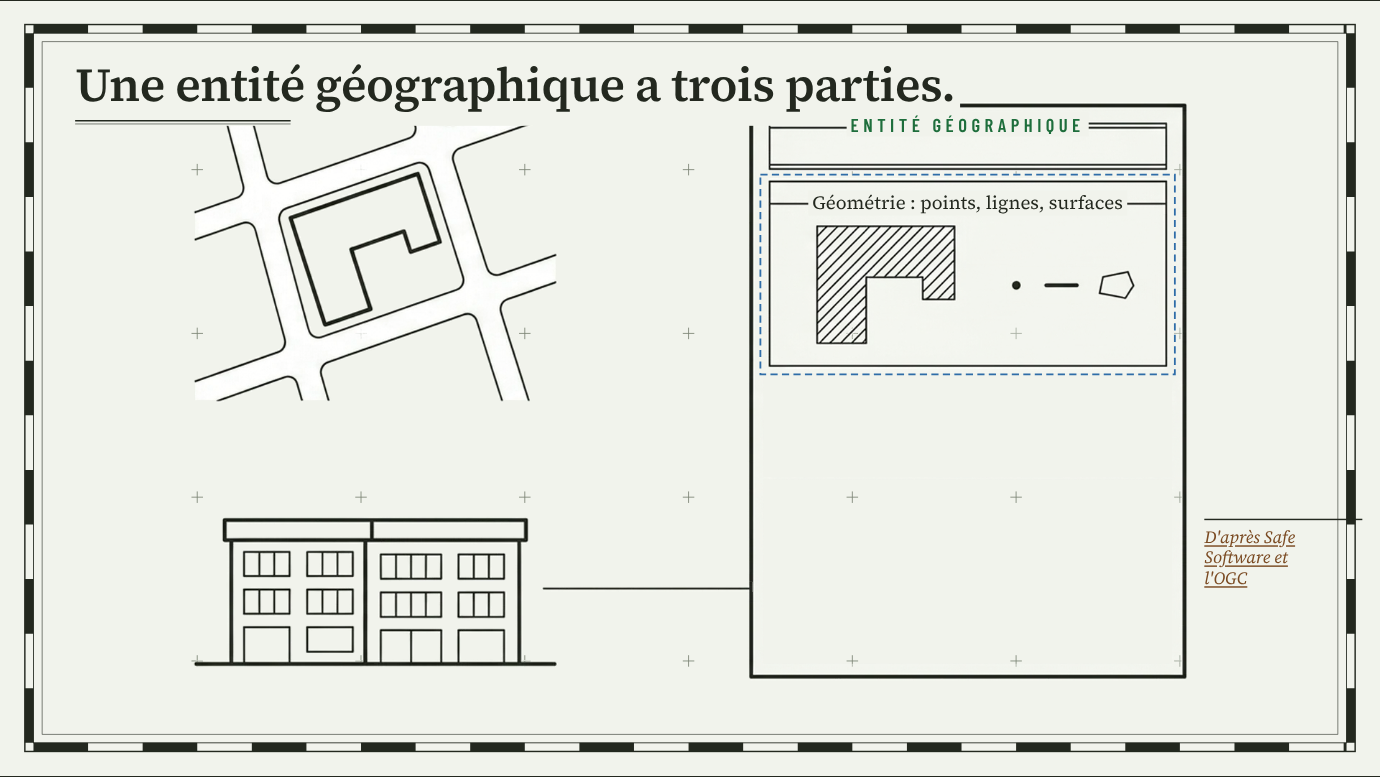 Une entité géographique a trois parties.
ENTITÉ GÉOGRAPHIQUE
Géométrie : points, lignes, surfaces
D'après Safe
Software et
l'OGC